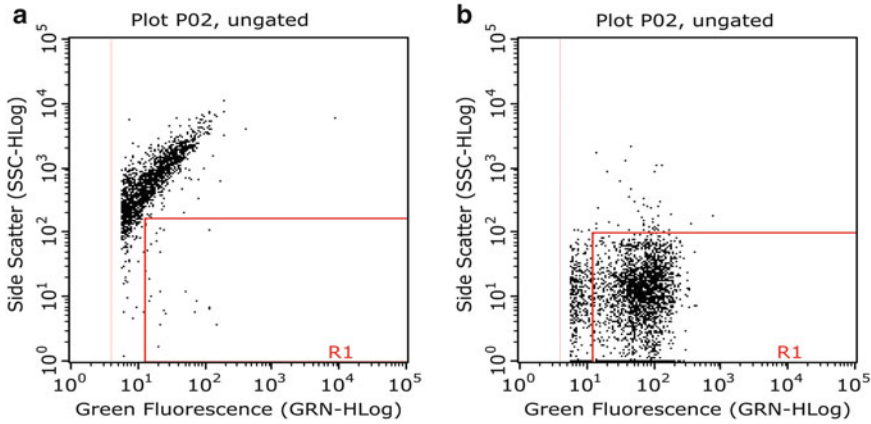 a
Plot P02, ungated
Side Scatter (SSC-HLog)
10^5
10^4
10^3
10^2
10^1
10^0
R1
10^0 10^1 10^2 10^3 10^4 10^5
Green Fluorescence (GRN-HLog)
b
Plot P02, ungated
Side Scatter (SSC-HLog)
10^5
10^4
10^3
10^2
10^1
10^0
R1
10^0 10^1 10^2 10^3 10^4 10^5
Green Fluorescence (GRN-HLog)